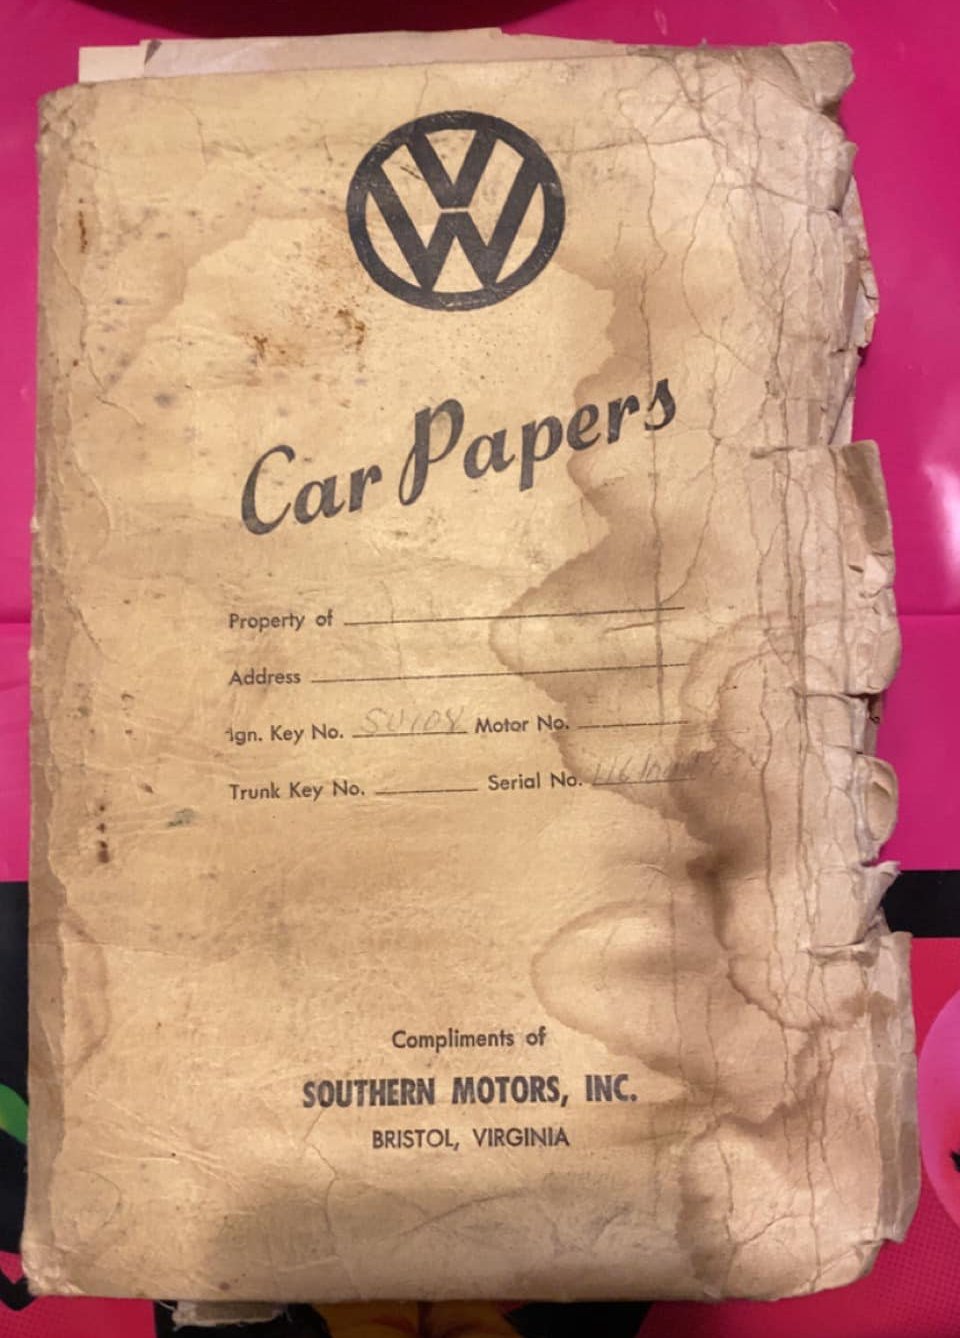 VW
Car Papers
Property of
Address
Ign. Key No. SU108 Motor No.
Trunk Key No. Serial No.
Compliments of
SOUTHERN MOTORS, INC.
BRISTOL, VIRGINIA